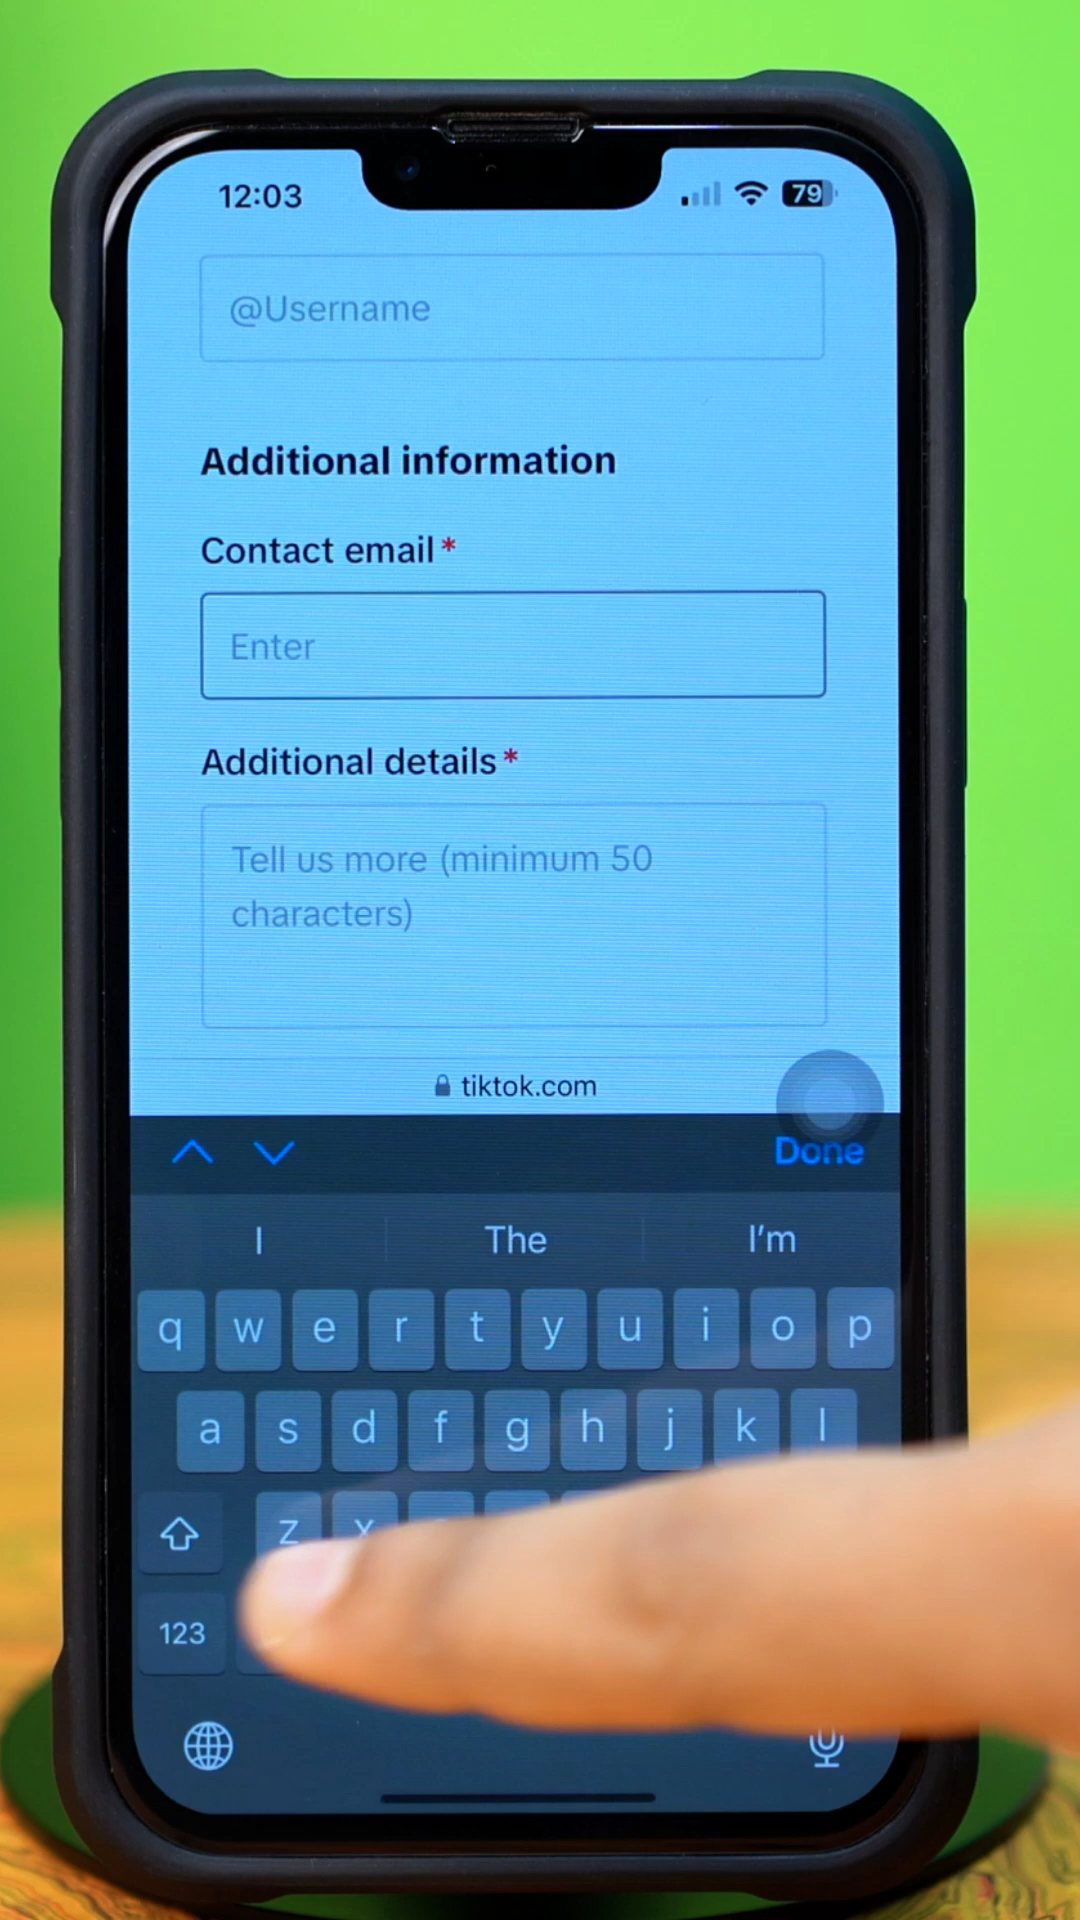 12:03 79
@Username
Additional information
Contact email *
Enter
Additional details *
Tell us more (minimum 50
characters)
tiktok.com
Done
I The I'm
q w e r t y u i o p
a s d f g h j k l
z x
123